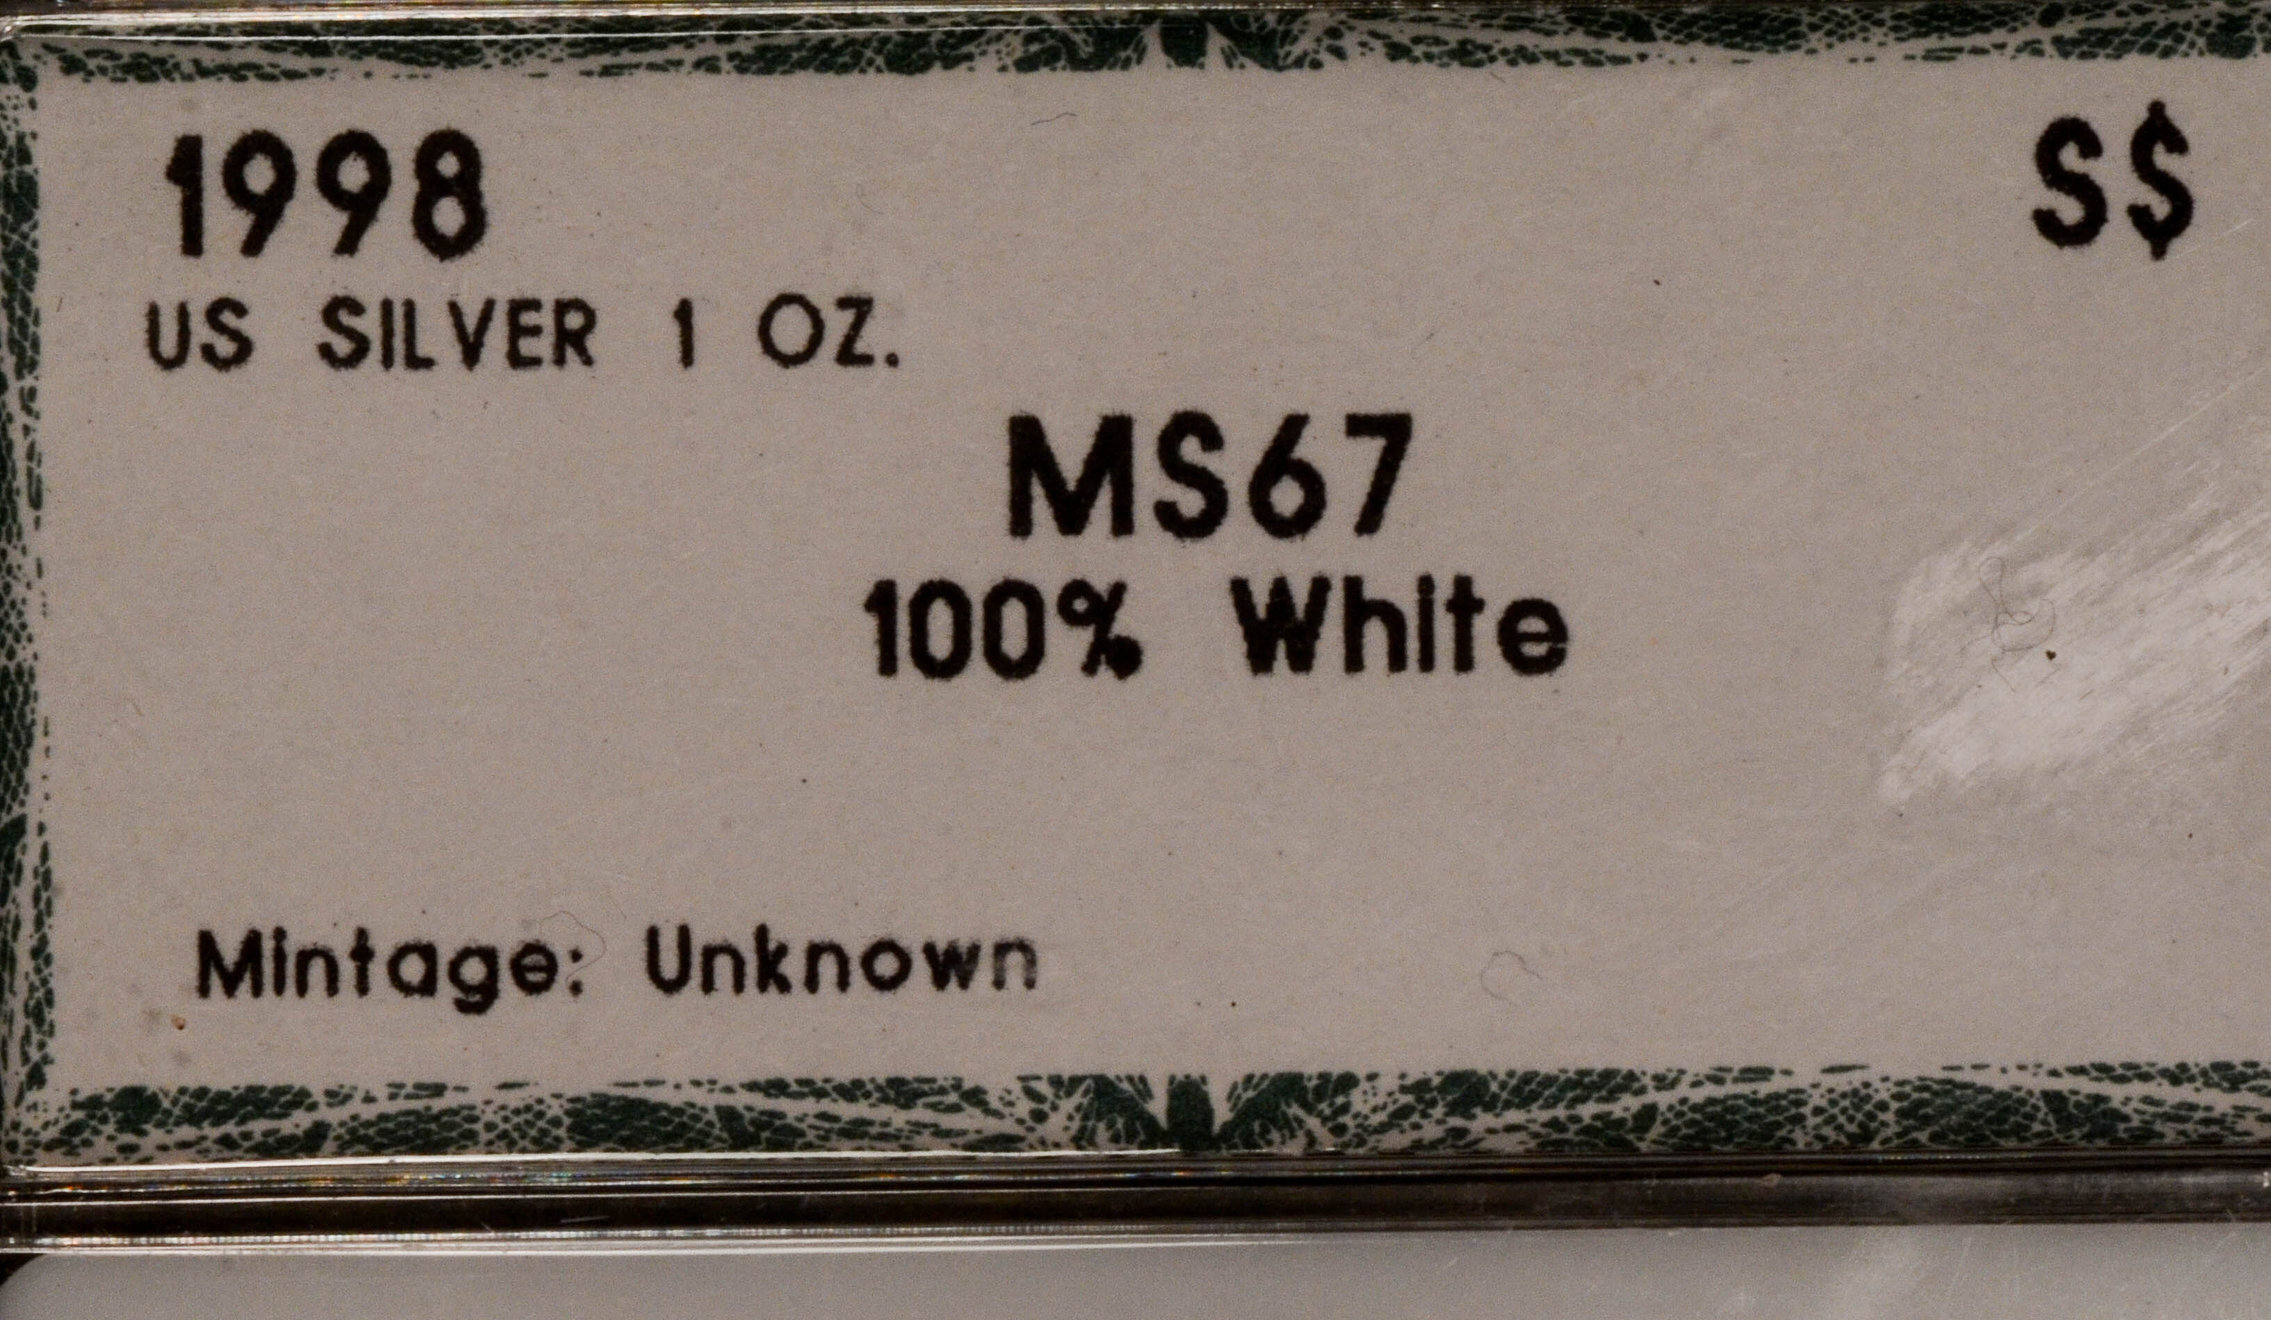 1998 S$
US SILVER 1 OZ.
MS67
100% White
Mintage: Unknown